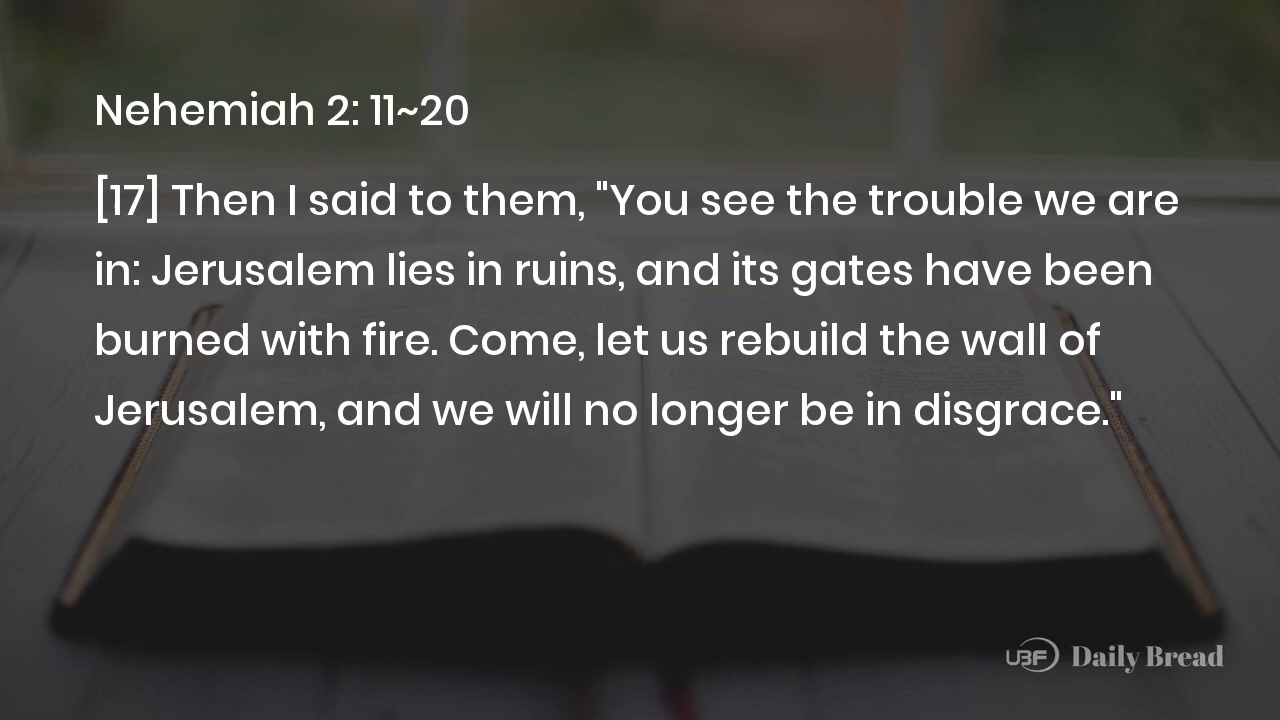 Nehemiah 2: 11~20
[17] Then I said to them, "You see the trouble we are
in: Jerusalem lies in ruins, and its gates have been
burned with fire. Come, let us rebuild the wall of
Jerusalem, and we will no longer be in disgrace."
UBF Daily Bread